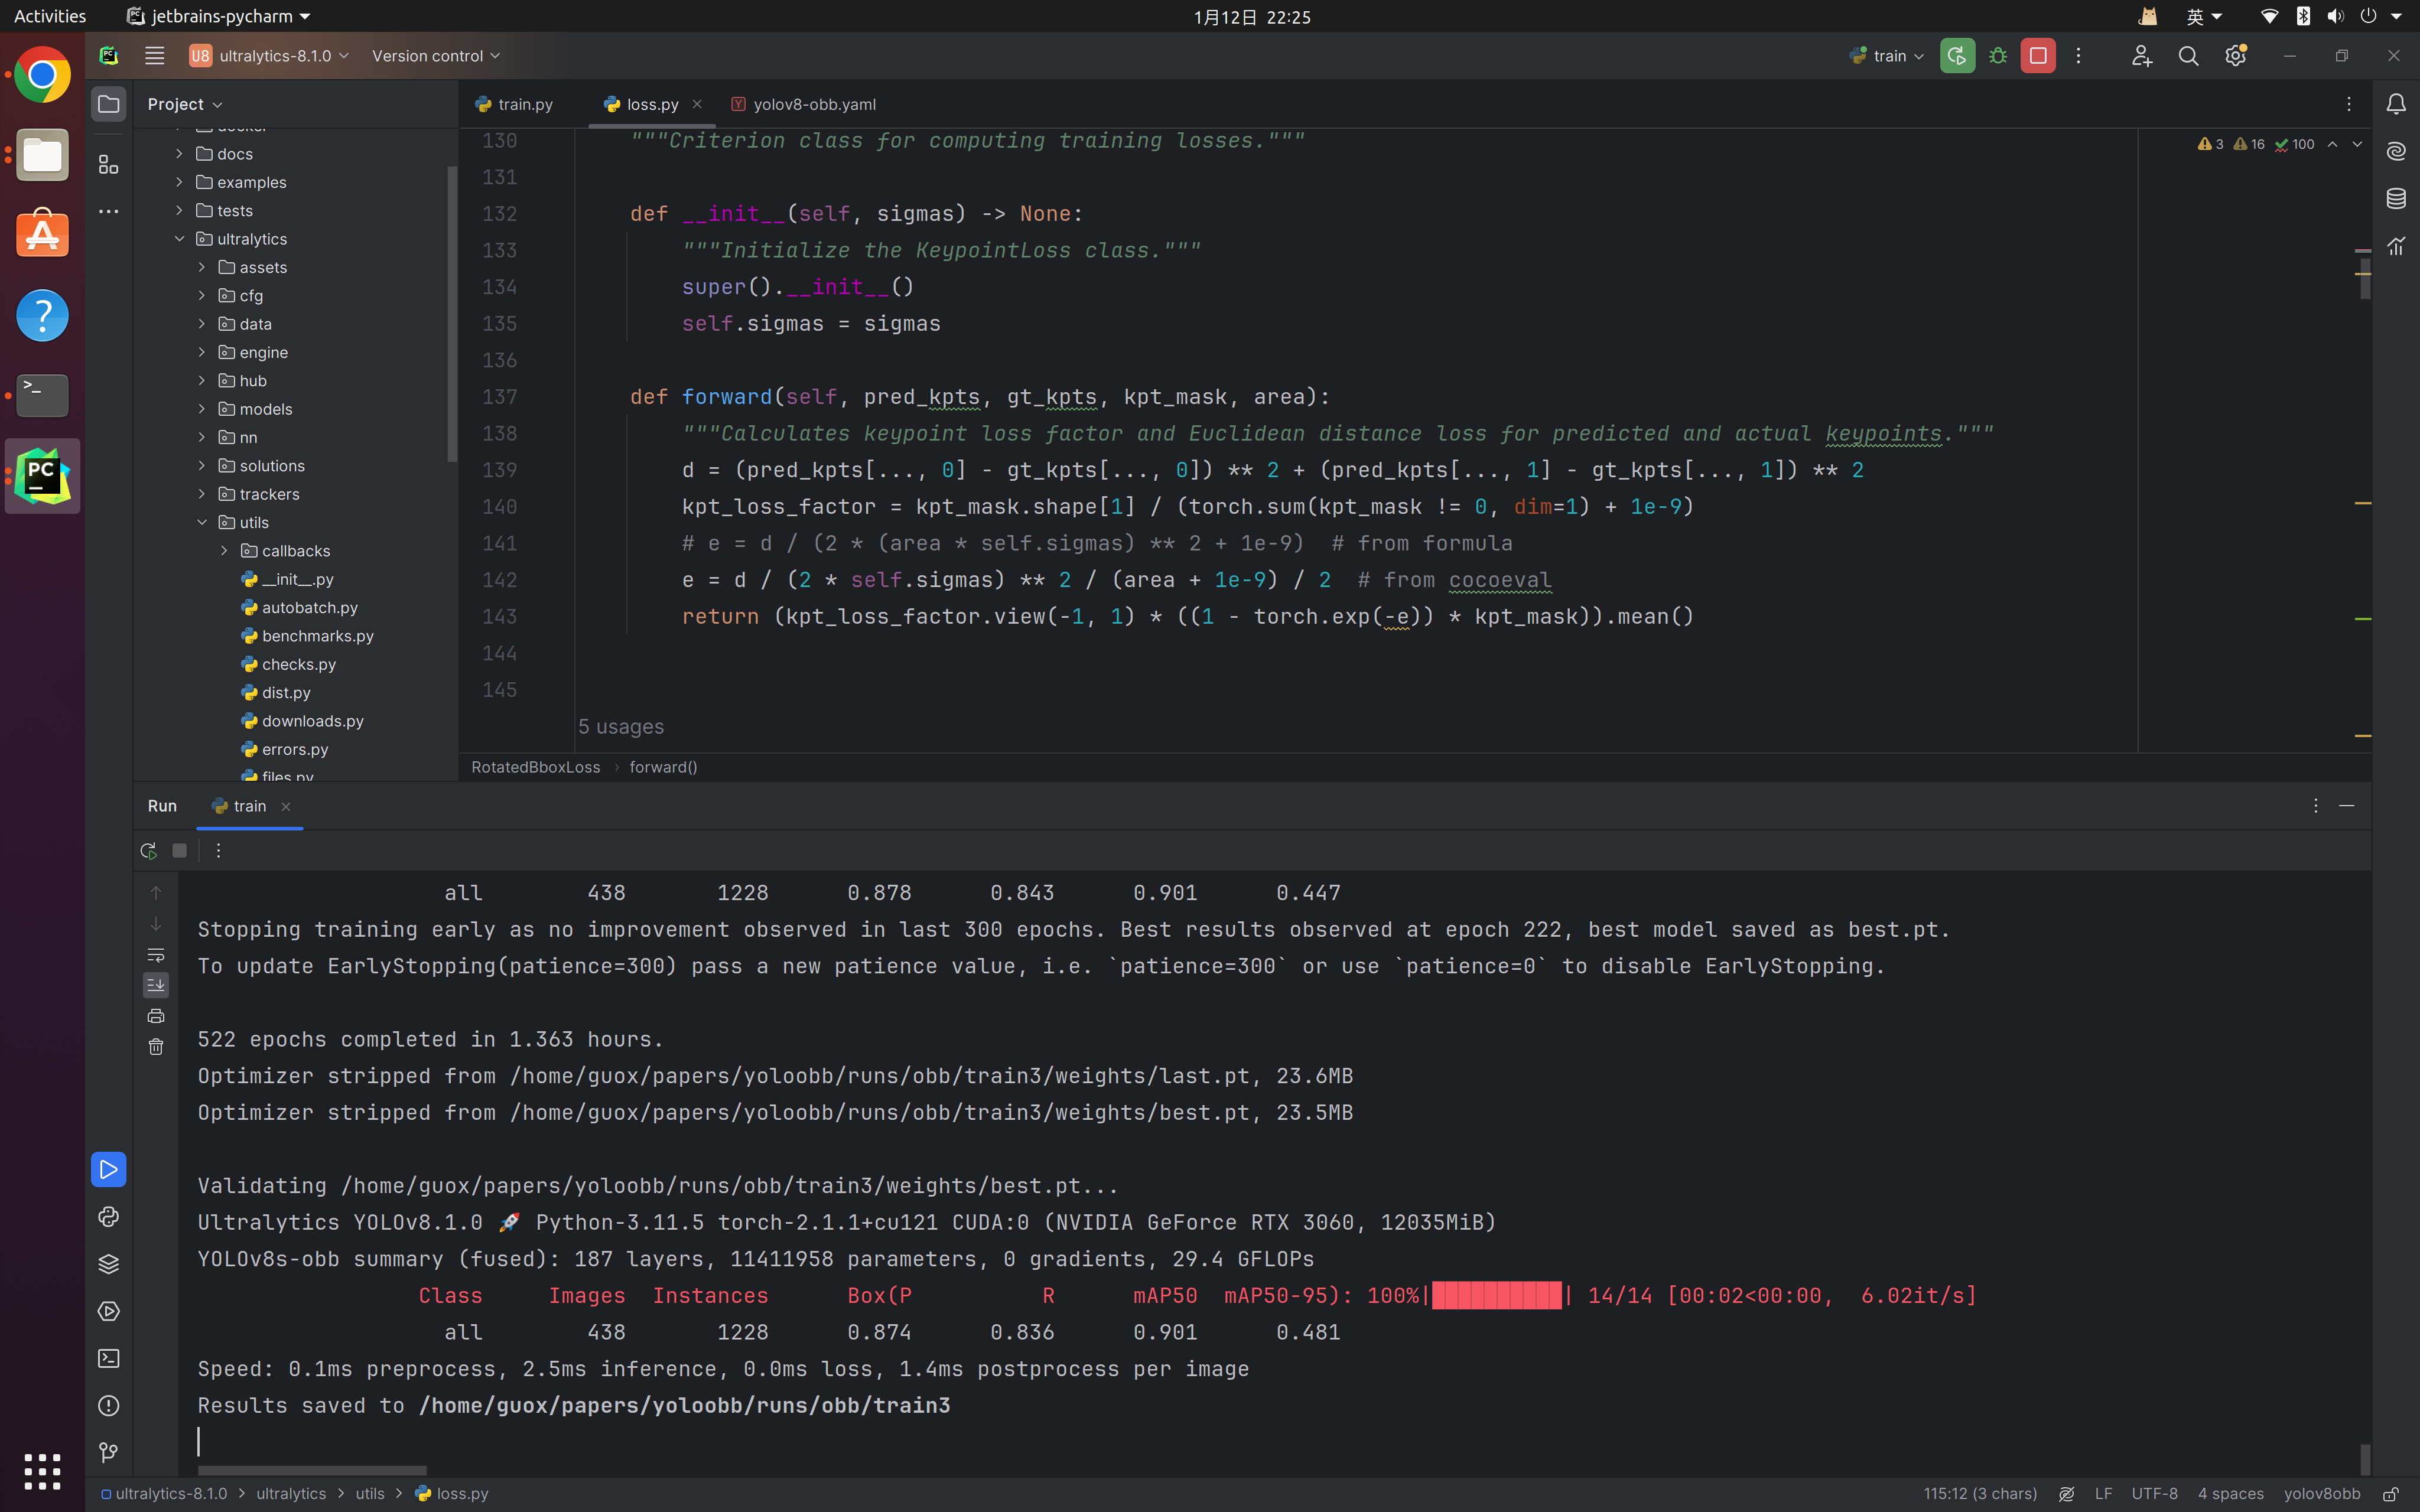 Activities
jetbrains-pycharm
1月12日 22:25
英
U8 ultralytics-8.1.0
Version control
train
Project
docker
docs
examples
tests
ultralytics
assets
cfg
data
engine
hub
models
nn
solutions
trackers
utils
callbacks
__init__.py
autobatch.py
benchmarks.py
checks.py
dist.py
downloads.py
errors.py
files.py
train.py
loss.py
yolov8-obb.yaml
3 16 100
130 """Criterion class for computing training losses."""
131
132 def __init__(self, sigmas) -> None:
133 """Initialize the KeypointLoss class."""
134 super().__init__()
135 self.sigmas = sigmas
136
137 def forward(self, pred_kpts, gt_kpts, kpt_mask, area):
138 """Calculates keypoint loss factor and Euclidean distance loss for predicted and actual keypoints."""
139 d = (pred_kpts[..., 0] - gt_kpts[..., 0]) ** 2 + (pred_kpts[..., 1] - gt_kpts[..., 1]) ** 2
140 kpt_loss_factor = kpt_mask.shape[1] / (torch.sum(kpt_mask != 0, dim=1) + 1e-9)
141 # e = d / (2 * (area * self.sigmas) ** 2 + 1e-9)  # from formula
142 e = d / (2 * self.sigmas) ** 2 / (area + 1e-9) / 2  # from cocoeval
143 return (kpt_loss_factor.view(-1, 1) * ((1 - torch.exp(-e)) * kpt_mask)).mean()
144
145
5 usages
RotatedBboxLoss › forward()
Run
train
all 438 1228 0.878 0.843 0.901 0.447
Stopping training early as no improvement observed in last 300 epochs. Best results observed at epoch 222, best model saved as best.pt.
To update EarlyStopping(patience=300) pass a new patience value, i.e. `patience=300` or use `patience=0` to disable EarlyStopping.
522 epochs completed in 1.363 hours.
Optimizer stripped from /home/guox/papers/yoloobb/runs/obb/train3/weights/last.pt, 23.6MB
Optimizer stripped from /home/guox/papers/yoloobb/runs/obb/train3/weights/best.pt, 23.5MB
Validating /home/guox/papers/yoloobb/runs/obb/train3/weights/best.pt...
Ultralytics YOLOv8.1.0 🚀 Python-3.11.5 torch-2.1.1+cu121 CUDA:0 (NVIDIA GeForce RTX 3060, 12035MiB)
YOLOv8s-obb summary (fused): 187 layers, 11411958 parameters, 0 gradients, 29.4 GFLOPs
Class Images Instances Box(P R mAP50 mAP50-95): 100%|██████████| 14/14 [00:02<00:00, 6.02it/s]
all 438 1228 0.874 0.836 0.901 0.481
Speed: 0.1ms preprocess, 2.5ms inference, 0.0ms loss, 1.4ms postprocess per image
Results saved to /home/guox/papers/yoloobb/runs/obb/train3
ultralytics-8.1.0 > ultralytics > utils > loss.py
115:12 (3 chars)
LF
UTF-8
4 spaces
yolov8obb